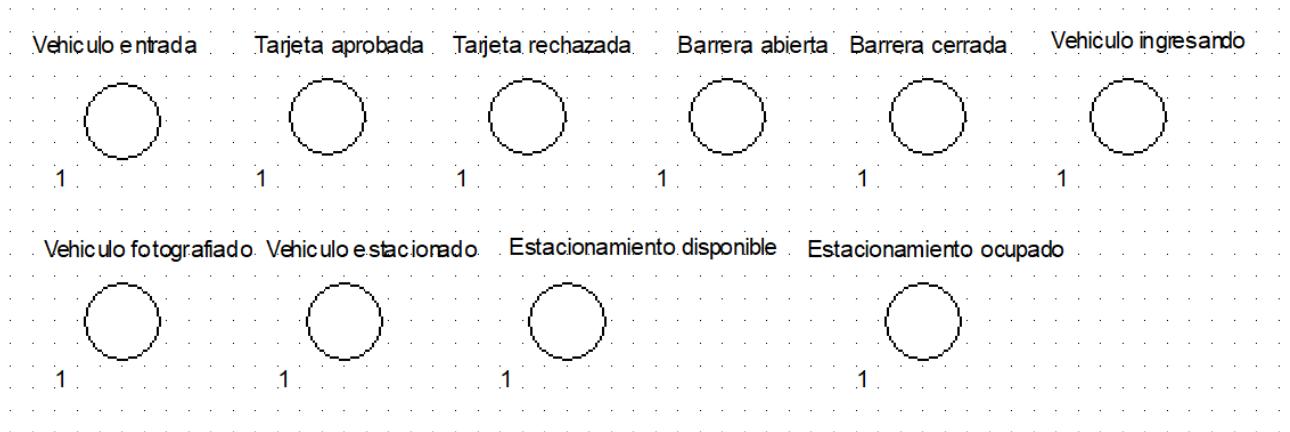 Vehiculo entrada Tarjeta aprobada Tarjeta rechazada Barrera abierta Barrera cerrada Vehiculo ingresando
1 1 1 1 1 1
Vehiculo fotografiado Vehiculo estacionado Estacionamiento disponible Estacionamiento ocupado
1 1 1 1